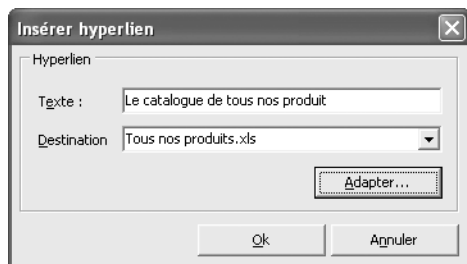 Insérer hyperlien
Hyperlien
Texte : Le catalogue de tous nos produit
Destination Tous nos produits.xls
Adapter...
Ok Annuler